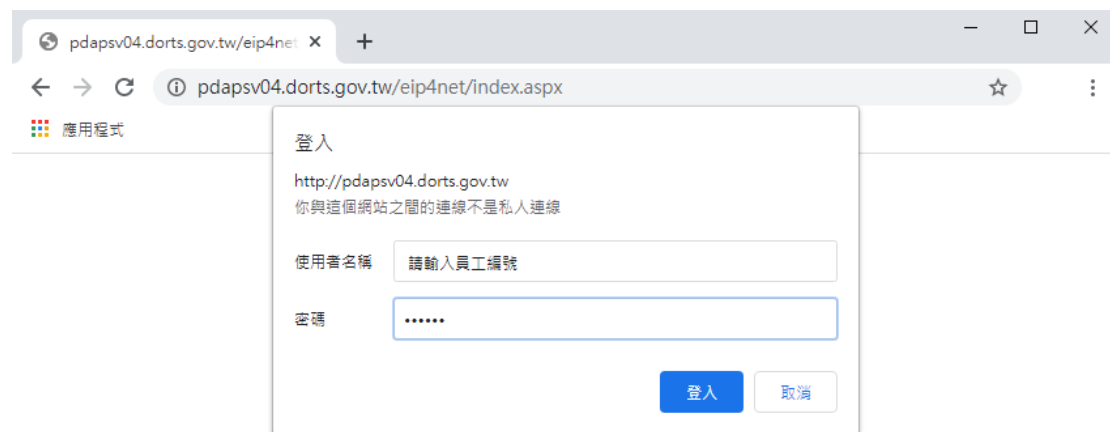 pdapsv04.dorts.gov.tw/eip4net
pdapsv04.dorts.gov.tw/eip4net/index.aspx
應用程式
登入
http://pdapsv04.dorts.gov.tw
你與這個網站之間的連線不是私人連線
使用者名稱 請輸入員工編號
密碼 ••••••
登入 取消